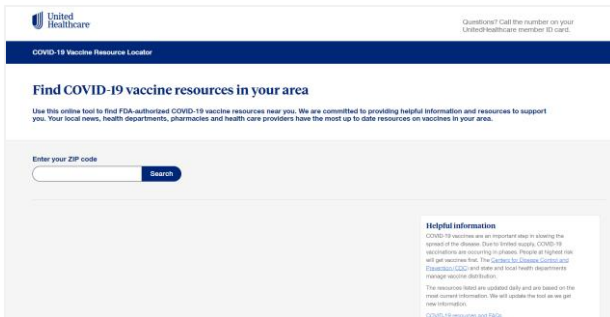 United
Healthcare
Questions? Call the number on your
UnitedHealthcare member ID card.
COVID-19 Vaccine Resource Locator
Find COVID-19 vaccine resources in your area
Use this online tool to find FDA-authorized COVID-19 vaccine resources near you. We are committed to providing helpful information and resources to support
you. Your local news, health departments, pharmacies and health care providers have the most up to date resources on vaccines in your area.
Enter your ZIP code
Search
Helpful information
COVID-19 vaccines are an important step in slowing the
spread of the disease. Due to limited supply, COVID-19
vaccinations are occurring in phases. People at highest risk
will get vaccines first. The Centers for Disease Control and
Prevention (CDC) and state and local health departments
manage vaccine distribution.
The resources listed are updated daily and are based on the
most current information. We will update the tool as we get
new information.
COVID-19 resources and FAQs